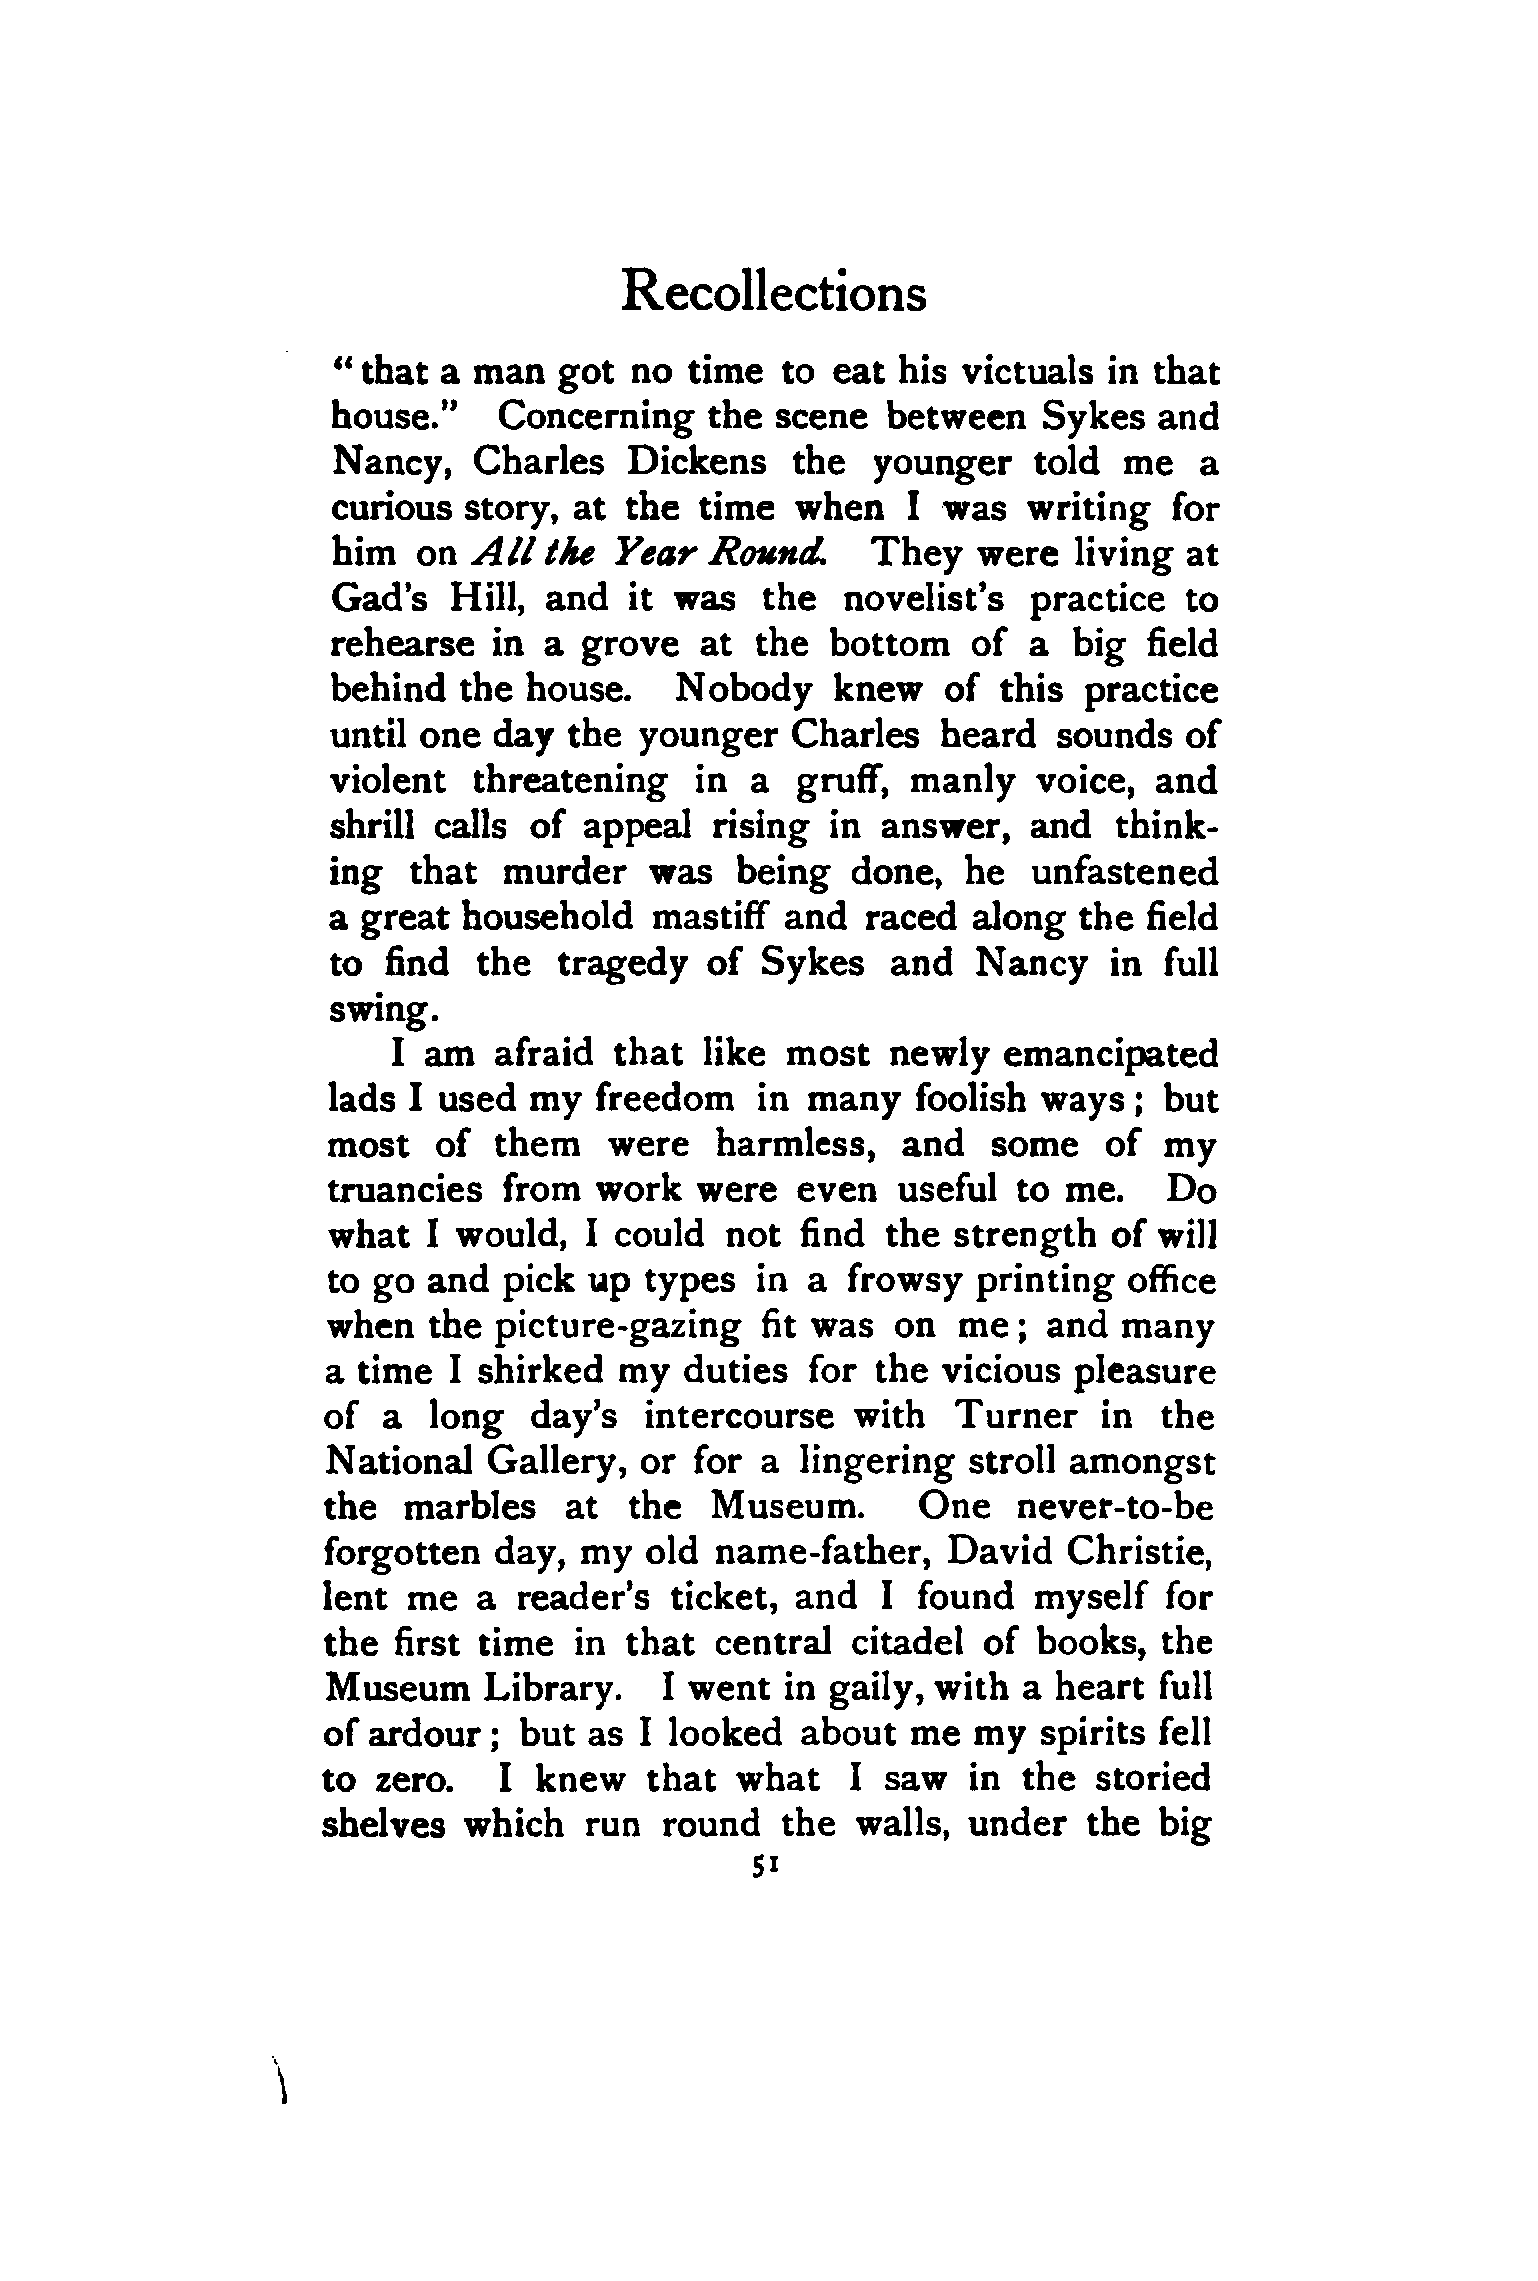 Recollections
“that a man got no time to eat his victuals in that
house.” Concerning the scene between Sykes and
Nancy, Charles Dickens the younger told me a
curious story, at the time when I was writing for
him on All the Year Round. They were living at
Gad's Hill, and it was the novelist's practice to
rehearse in a grove at the bottom of a big field
behind the house. Nobody knew of this practice
until one day the younger Charles heard sounds of
violent threatening in a gruff, manly voice, and
shrill calls of appeal rising in answer, and think-
ing that murder was being done, he unfastened
a great household mastiff and raced along the field
to find the tragedy of Sykes and Nancy in full
swing.
I am afraid that like most newly emancipated
lads I used my freedom in many foolish ways; but
most of them were harmless, and some of my
truancies from work were even useful to me. Do
what I would, I could not find the strength of will
to go and pick up types in a frowsy printing office
when the picture-gazing fit was on me; and many
a time I shirked my duties for the vicious pleasure
of a long day's intercourse with Turner in the
National Gallery, or for a lingering stroll amongst
the marbles at the Museum. One never-to-be
forgotten day, my old name-father, David Christie,
lent me a reader's ticket, and I found myself for
the first time in that central citadel of books, the
Museum Library. I went in gaily, with a heart full
of ardour; but as I looked about me my spirits fell
to zero. I knew that what I saw in the storied
shelves which run round the walls, under the big
51